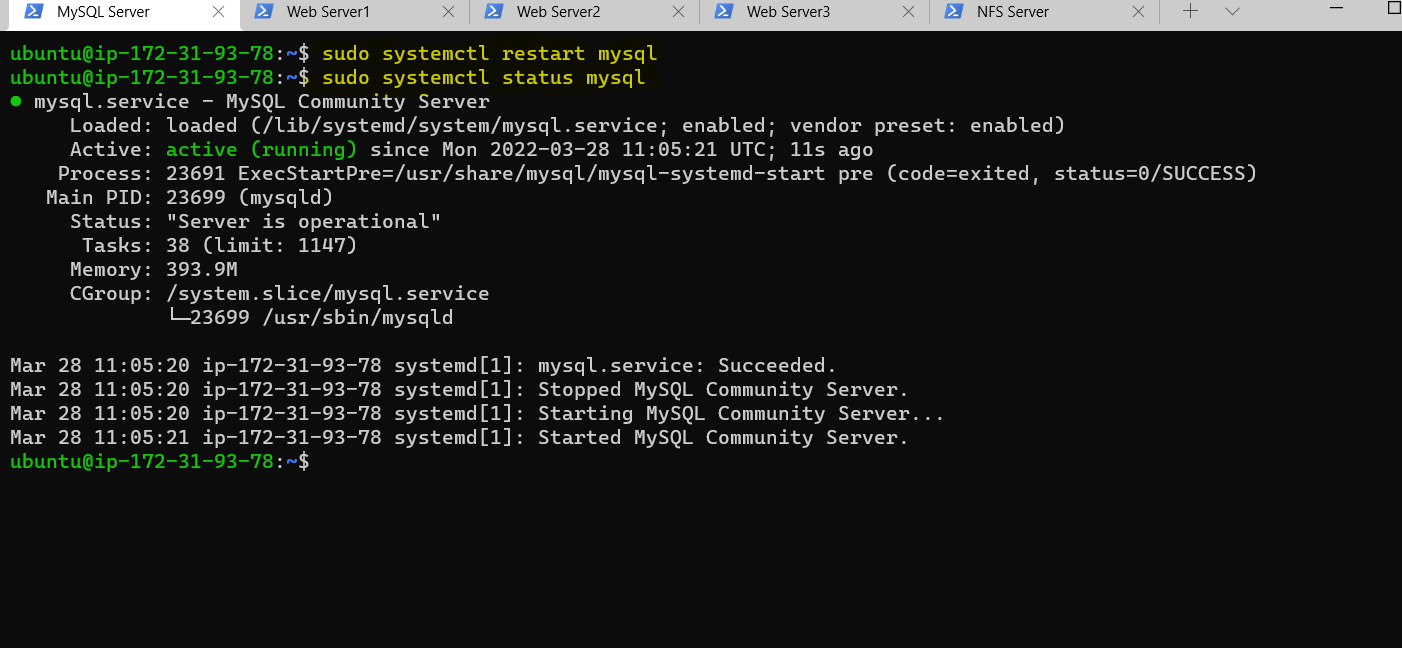 MySQL Server Web Server1 Web Server2 Web Server3 NFS Server
ubuntu@ip-172-31-93-78:~$ sudo systemctl restart mysql
ubuntu@ip-172-31-93-78:~$ sudo systemctl status mysql
● mysql.service - MySQL Community Server
     Loaded: loaded (/lib/systemd/system/mysql.service; enabled; vendor preset: enabled)
     Active: active (running) since Mon 2022-03-28 11:05:21 UTC; 11s ago
    Process: 23691 ExecStartPre=/usr/share/mysql/mysql-systemd-start pre (code=exited, status=0/SUCCESS)
   Main PID: 23699 (mysqld)
     Status: "Server is operational"
      Tasks: 38 (limit: 1147)
     Memory: 393.9M
     CGroup: /system.slice/mysql.service
             └─23699 /usr/sbin/mysqld

Mar 28 11:05:20 ip-172-31-93-78 systemd[1]: mysql.service: Succeeded.
Mar 28 11:05:20 ip-172-31-93-78 systemd[1]: Stopped MySQL Community Server.
Mar 28 11:05:20 ip-172-31-93-78 systemd[1]: Starting MySQL Community Server...
Mar 28 11:05:21 ip-172-31-93-78 systemd[1]: Started MySQL Community Server.
ubuntu@ip-172-31-93-78:~$